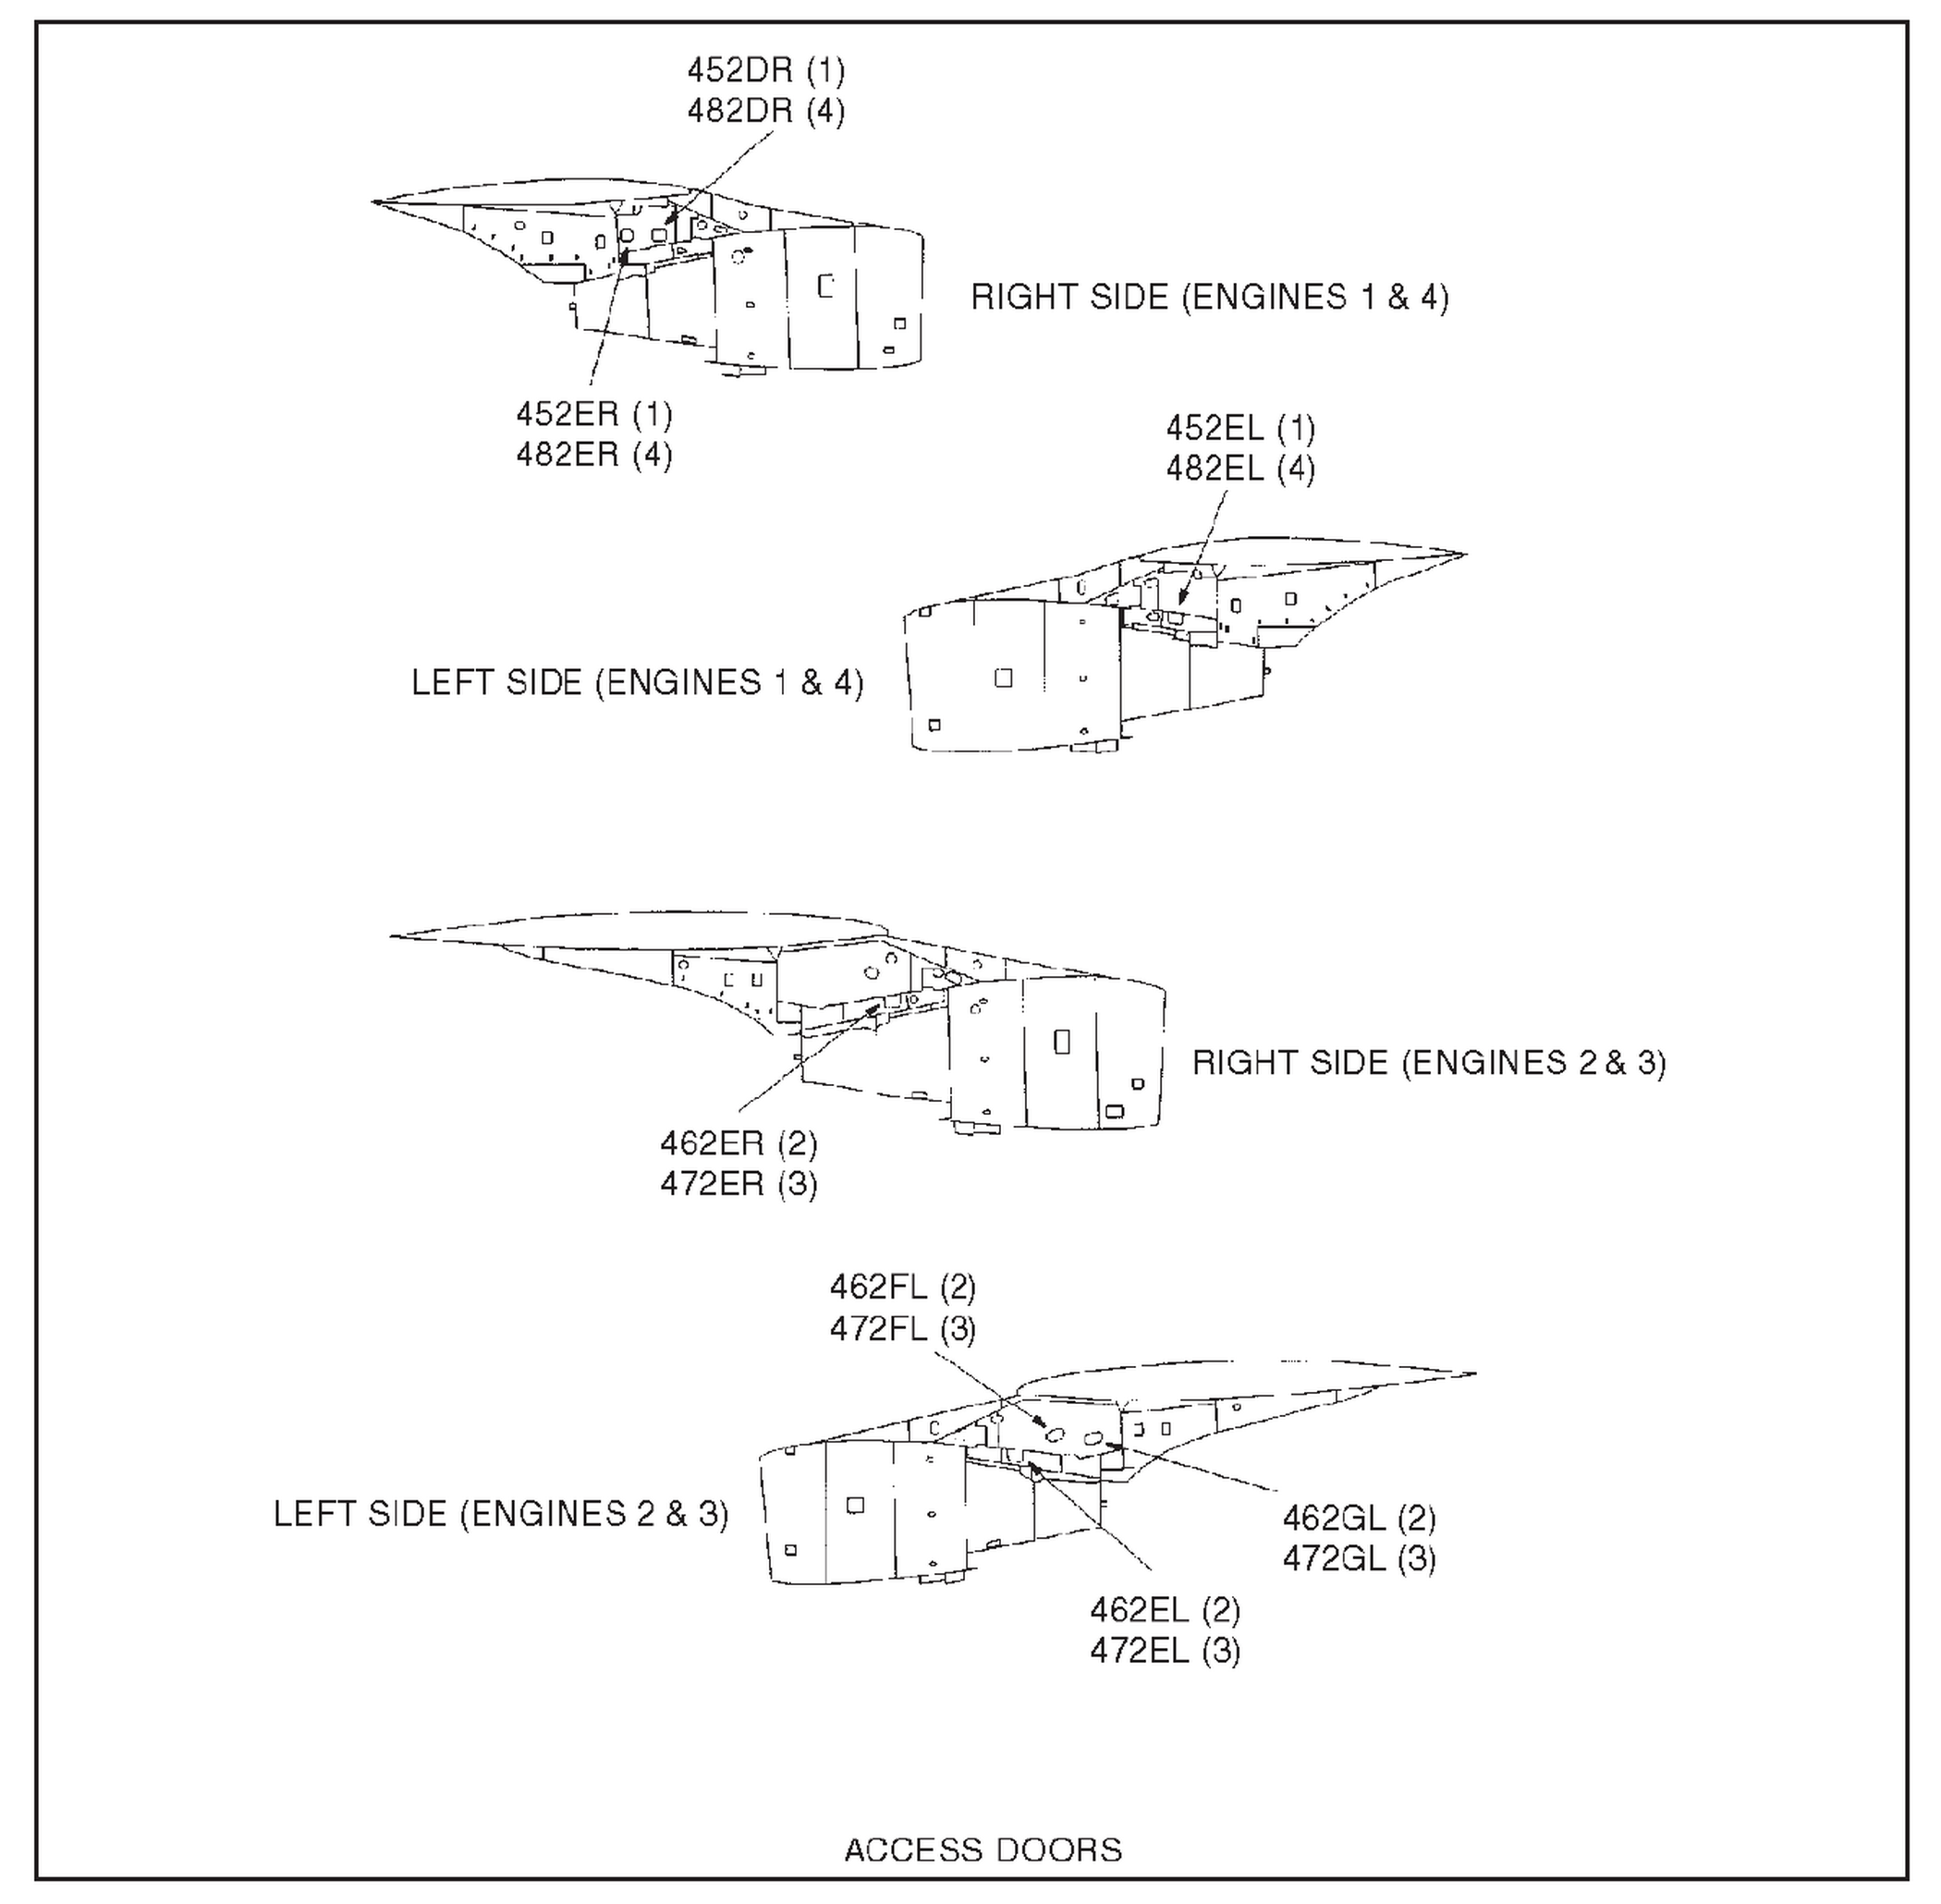 452DR (1)
482DR (4)
RIGHT SIDE (ENGINES 1 & 4)
452ER (1)
482ER (4)
452EL (1)
482EL (4)
LEFT SIDE (ENGINES 1 & 4)
RIGHT SIDE (ENGINES 2 & 3)
462ER (2)
472ER (3)
462FL (2)
472FL (3)
LEFT SIDE (ENGINES 2 & 3)
462GL (2)
472GL (3)
462EL (2)
472EL (3)
ACCESS DOORS